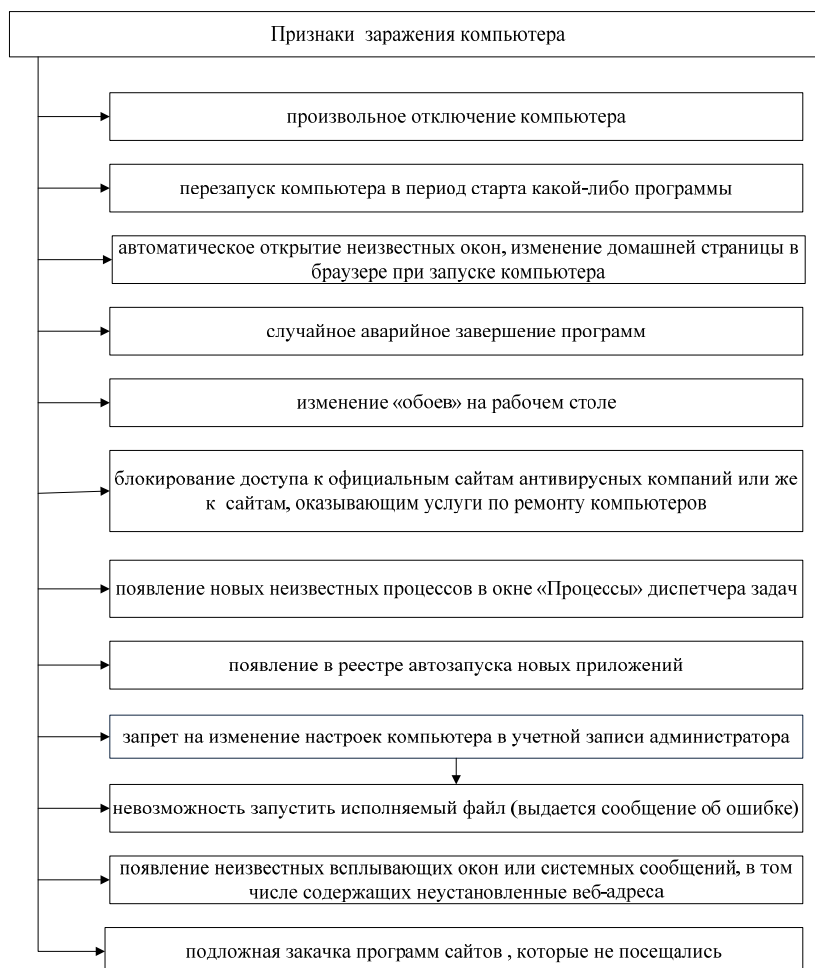 Признаки заражения компьютера
произвольное отключение компьютера
перезапуск компьютера в период старта какой-либо программы
автоматическое открытие неизвестных окон, изменение домашней страницы в
браузере при запуске компьютера
случайное аварийное завершение программ
изменение «обоев» на рабочем столе
блокирование доступа к официальным сайтам антивирусных компаний или же
к сайтам, оказывающим услуги по ремонту компьютеров
появление новых неизвестных процессов в окне «Процессы» диспетчера задач
появление в реестре автозапуска новых приложений
запрет на изменение настроек компьютера в учетной записи администратора
невозможность запустить исполняемый файл (выдается сообщение об ошибке)
появление неизвестных всплывающих окон или системных сообщений, в том
числе содержащих неустановленные веб-адреса
подложная закачка программ сайтов , которые не посещались